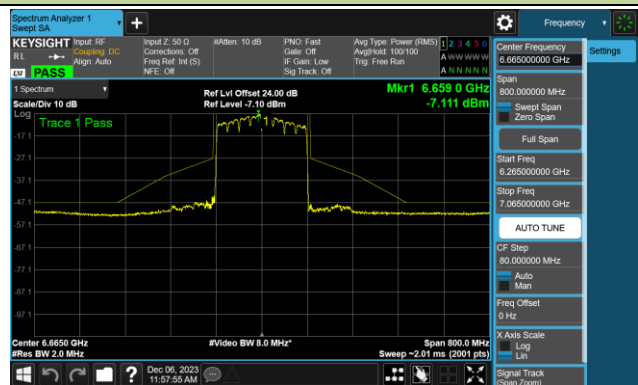 Spectrum Analyzer 1
Swept SA
Frequency
KEYSIGHT
Input: RF
Coupling: DC
Align: Auto
Input Z: 50 Ω
Corrections: Off
Freq Ref: Int (S)
NFE: Off
#Atten: 10 dB
PNO: Fast
Gate: Off
IF Gain: Low
Sig Track: Off
Avg Type: Power (RMS)
Avg|Hold: 100/100
Trig: Free Run
1 2 3 4 5 6
A W W W W W
A N N N N N
RL
LXI
PASS
1 Spectrum
Scale/Div 10 dB
Ref Lvl Offset 24.00 dB
Ref Level -7.10 dBm
Mkr1 6.659 0 GHz
-7.111 dBm
Log
Trace 1 Pass
1
-17.1
-27.1
-37.1
-47.1
-57.1
-67.1
-77.1
-87.1
-97.1
Center 6.6650 GHz
#Res BW 2.0 MHz
#Video BW 8.0 MHz*
Span 800.0 MHz
Sweep ~2.01 ms (2001 pts)
Dec 06, 2023
11:57:55 AM
Center Frequency
6.665000000 GHz
Settings
Span
800.000000 MHz
Swept Span
Zero Span
Full Span
Start Freq
6.265000000 GHz
Stop Freq
7.065000000 GHz
AUTO TUNE
CF Step
80.000000 MHz
Auto
Man
Freq Offset
0 Hz
X Axis Scale
Log
Lin
Signal Track
(Span Zoom)